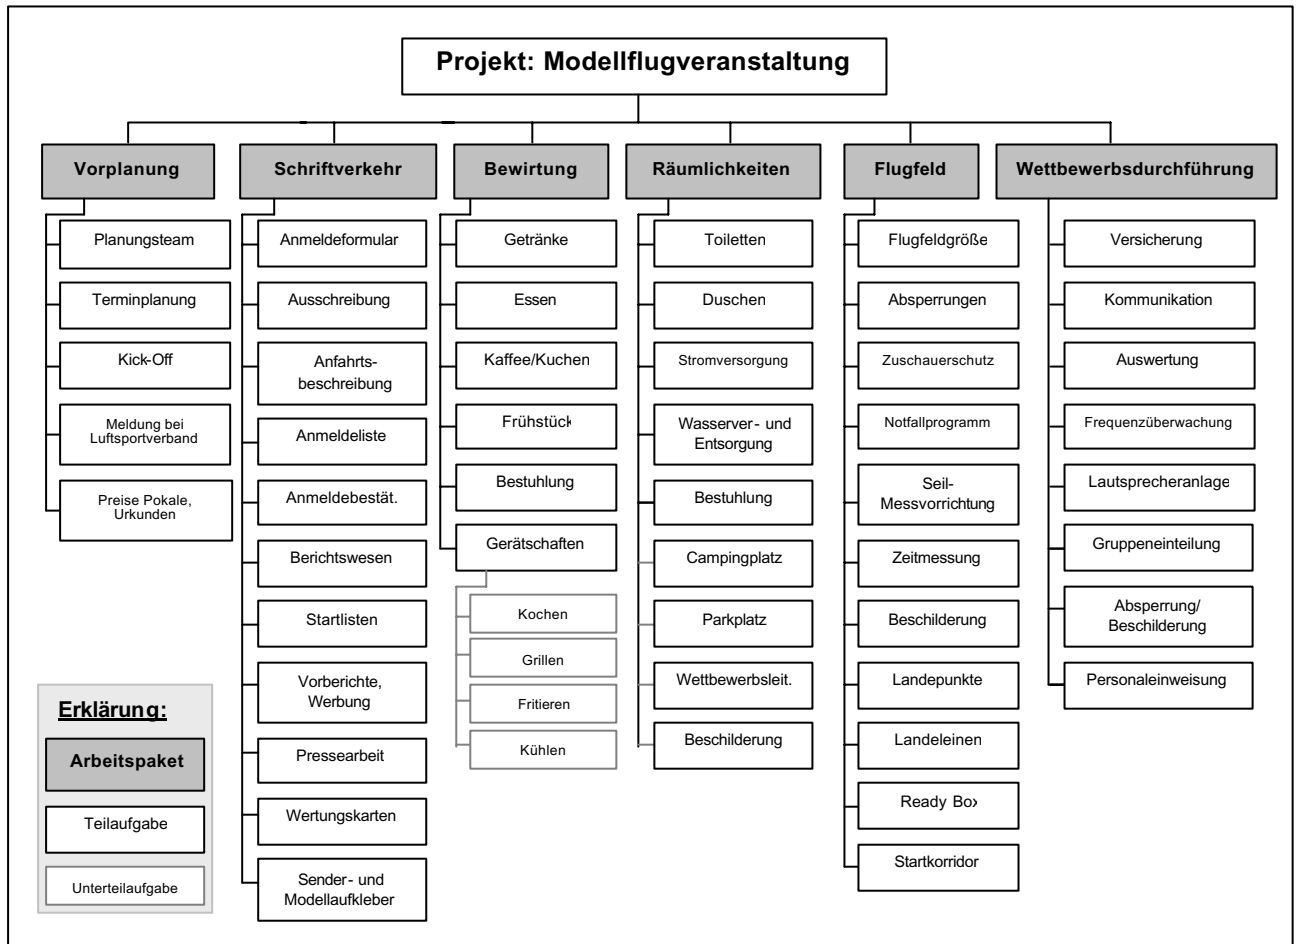 Projekt: Modellflugveranstaltung
Vorplanung
Planungsteam
Terminplanung
Kick-Off
Meldung bei
Luftsportverband
Preise Pokale,
Urkunden
Schriftverkehr
Anmeldeformular
Ausschreibung
Anfahrts-
beschreibung
Anmeldeliste
Anmeldebestät.
Berichtswesen
Startlisten
Vorberichte,
Werbung
Pressearbeit
Wertungskarten
Sender- und
Modellaufkleber
Bewirtung
Getränke
Essen
Kaffee/Kuchen
Frühstück
Bestuhlung
Gerätschaften
Kochen
Grillen
Fritieren
Kühlen
Räumlichkeiten
Toiletten
Duschen
Stromversorgung
Wasserver- und
Entsorgung
Bestuhlung
Campingplatz
Parkplatz
Wettbewerbsleit.
Beschilderung
Flugfeld
Flugfeldgröße
Absperrungen
Zuschauerschutz
Notfallprogramm
Seil-
Messvorrichtung
Zeitmessung
Beschilderung
Landepunkte
Landeleinen
Ready Box
Startkorridor
Wettbewerbsdurchführung
Versicherung
Kommunikation
Auswertung
Frequenzüberwachung
Lautsprecheranlage
Gruppeneinteilung
Absperrung/
Beschilderung
Personaleinweisung
Erklärung:
Arbeitspaket
Teilaufgabe
Unterteilaufgabe